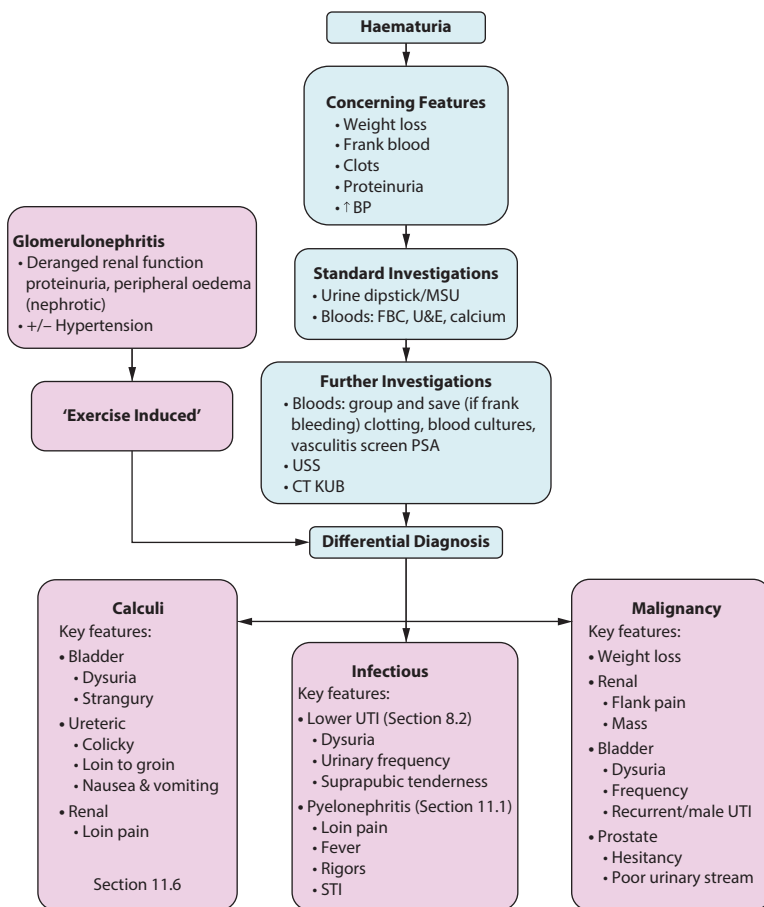 Haematuria
Concerning Features
• Weight loss
• Frank blood
• Clots
• Proteinuria
• ↑ BP
Glomerulonephritis
• Deranged renal function
proteinuria, peripheral oedema
(nephrotic)
• +/– Hypertension
Standard Investigations
• Urine dipstick/MSU
• Bloods: FBC, U&E, calcium
Further Investigations
• Bloods: group and save (if frank
bleeding) clotting, blood cultures,
vasculitis screen PSA
• USS
• CT KUB
‘Exercise Induced’
Differential Diagnosis
Calculi
Key features:
• Bladder
• Dysuria
• Strangury
• Ureteric
• Colicky
• Loin to groin
• Nausea & vomiting
• Renal
• Loin pain
Section 11.6
Infectious
Key features:
• Lower UTI (Section 8.2)
• Dysuria
• Urinary frequency
• Suprapubic tenderness
• Pyelonephritis (Section 11.1)
• Loin pain
• Fever
• Rigors
• STI
Malignancy
Key features:
• Weight loss
• Renal
• Flank pain
• Mass
• Bladder
• Dysuria
• Frequency
• Recurrent/male UTI
• Prostate
• Hesitancy
• Poor urinary stream